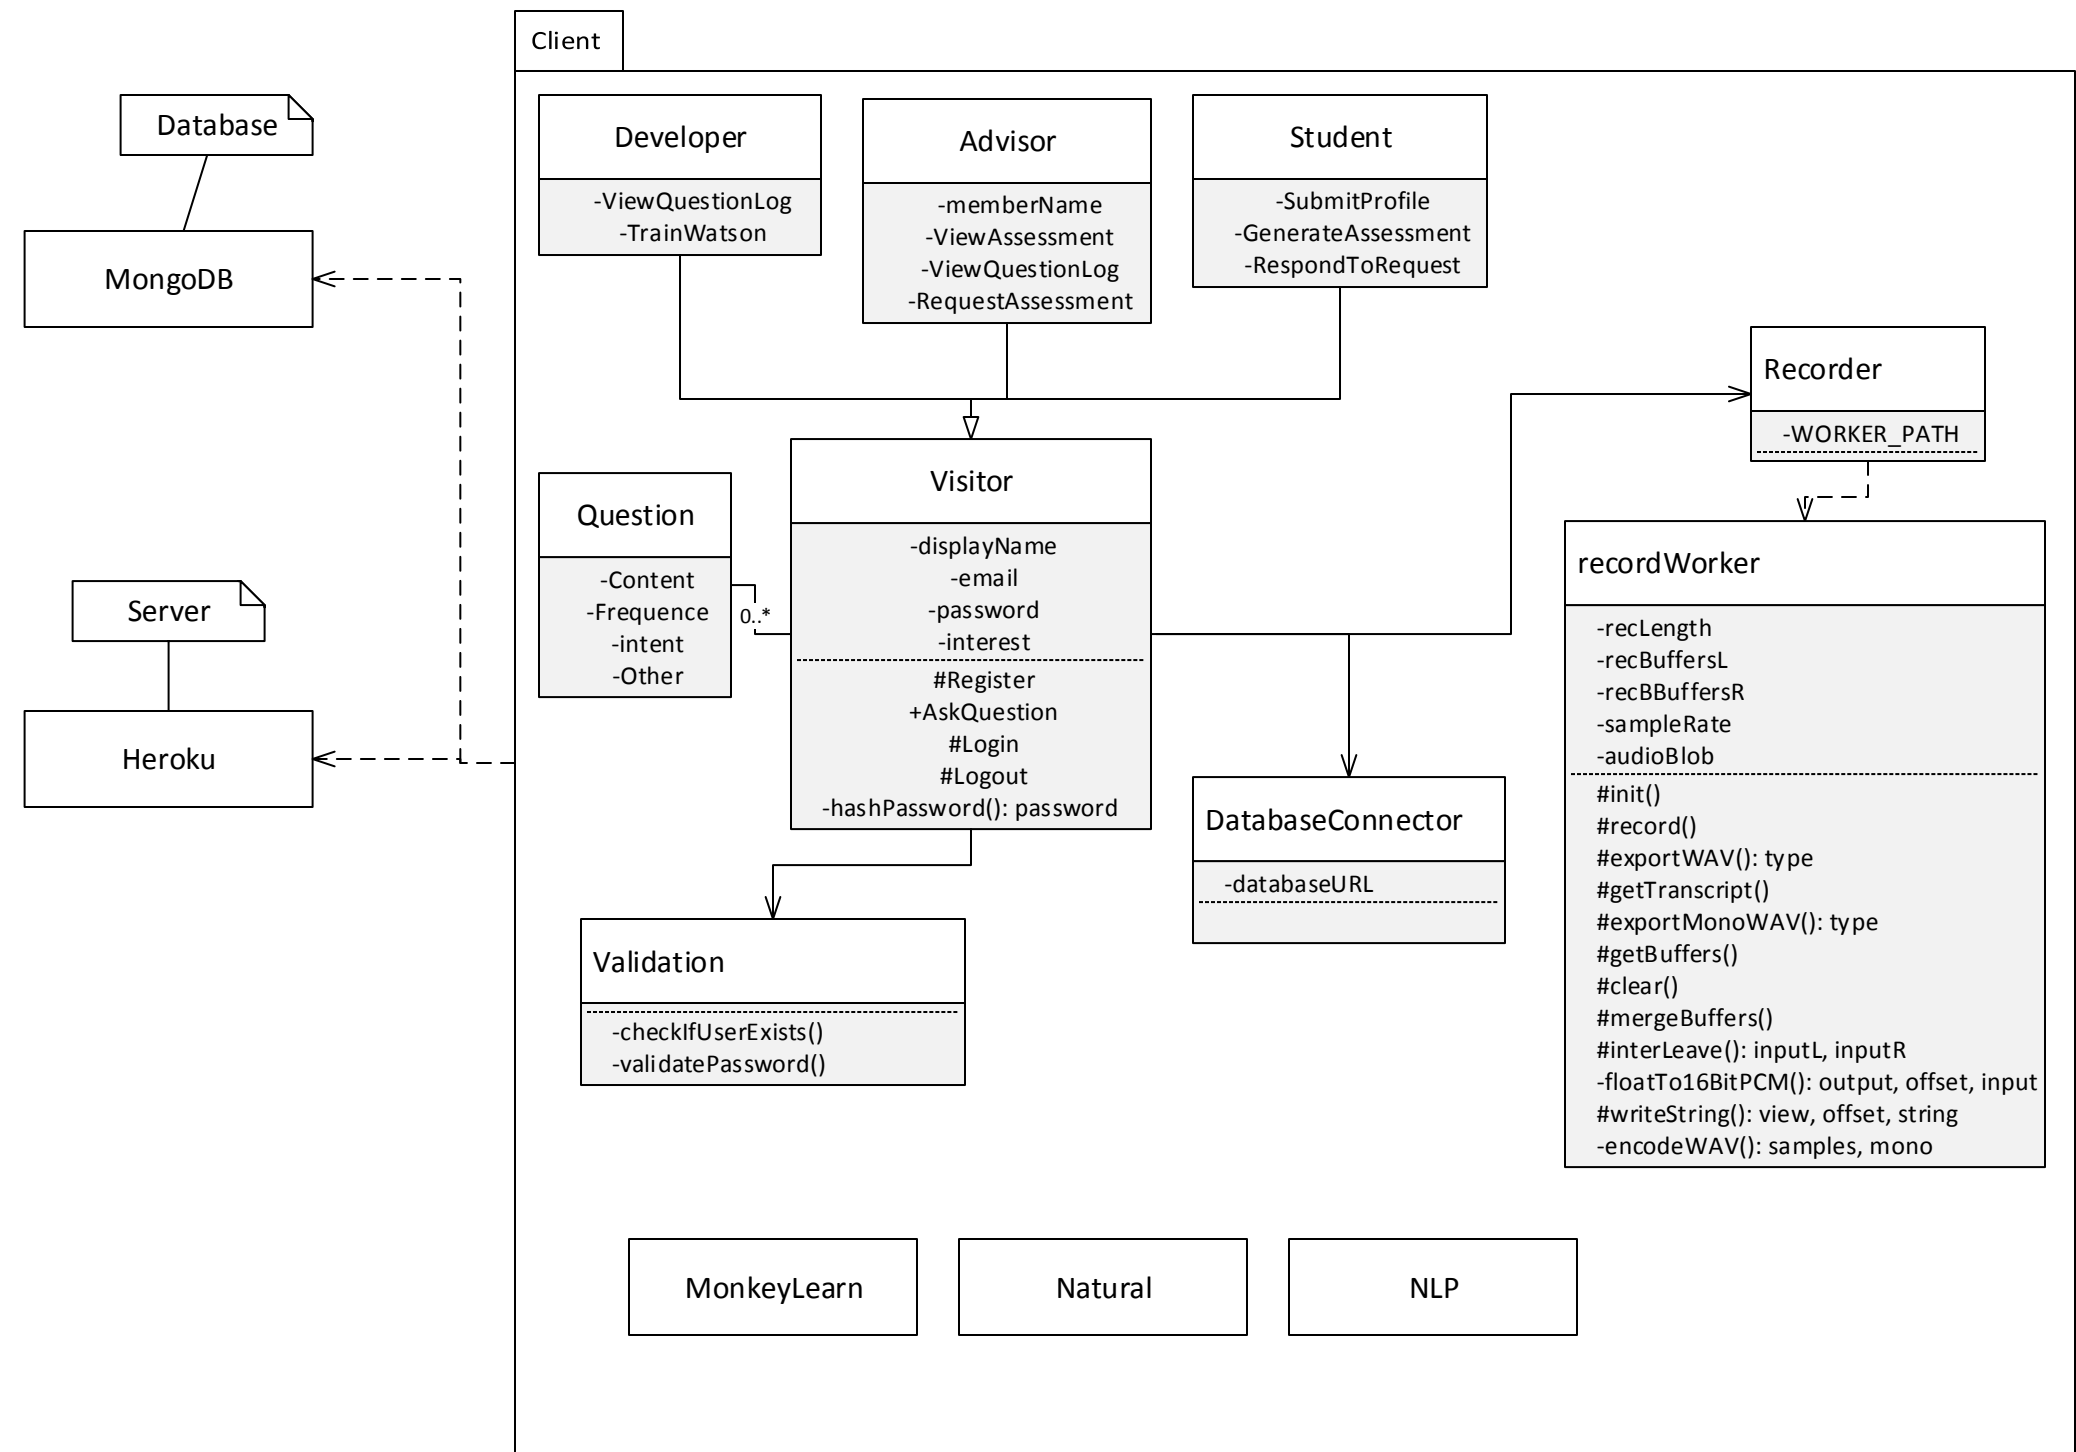 Client
Database
MongoDB
Server
Heroku
Developer
-ViewQuestionLog
-TrainWatson
Advisor
-memberName
-ViewAssessment
-ViewQuestionLog
-RequestAssessment
Student
-SubmitProfile
-GenerateAssessment
-RespondToRequest
Recorder
-WORKER_PATH
Question
-Content
-Frequence
-intent
-Other
0..*
Visitor
-displayName
-email
-password
-interest
#Register
+AskQuestion
#Login
#Logout
-hashPassword(): password
recordWorker
-recLength
-recBuffersL
-recBBuffersR
-sampleRate
-audioBlob
#init()
#record()
#exportWAV(): type
#getTranscript()
#exportMonoWAV(): type
#getBuffers()
#clear()
#mergeBuffers()
#interLeave(): inputL, inputR
-floatTo16BitPCM(): output, offset, input
#writeString(): view, offset, string
-encodeWAV(): samples, mono
DatabaseConnector
-databaseURL
Validation
-checkIfUserExists()
-validatePassword()
MonkeyLearn
Natural
NLP